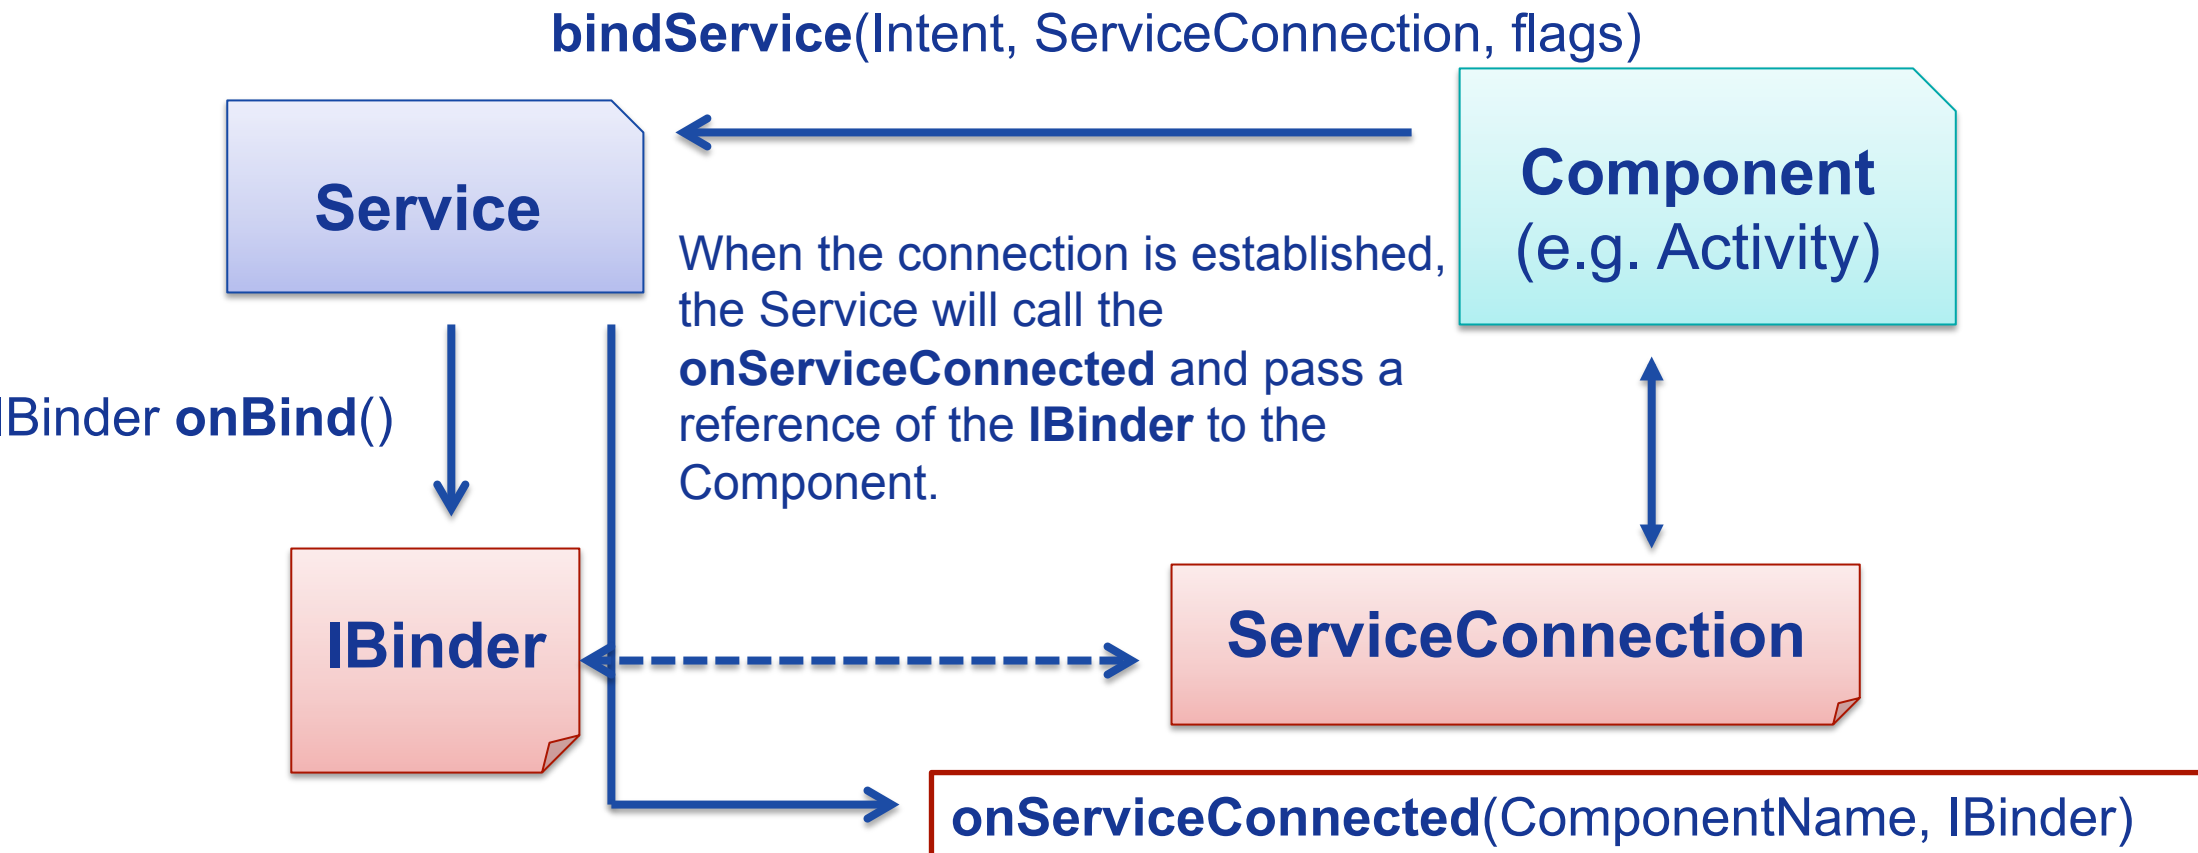 bindService(Intent, ServiceConnection, flags)
Service
Component
(e.g. Activity)
When the connection is established,
the Service will call the
onServiceConnected and pass a
reference of the IBinder to the
Component.
IBinder onBind()
IBinder
ServiceConnection
onServiceConnected(ComponentName, IBinder)